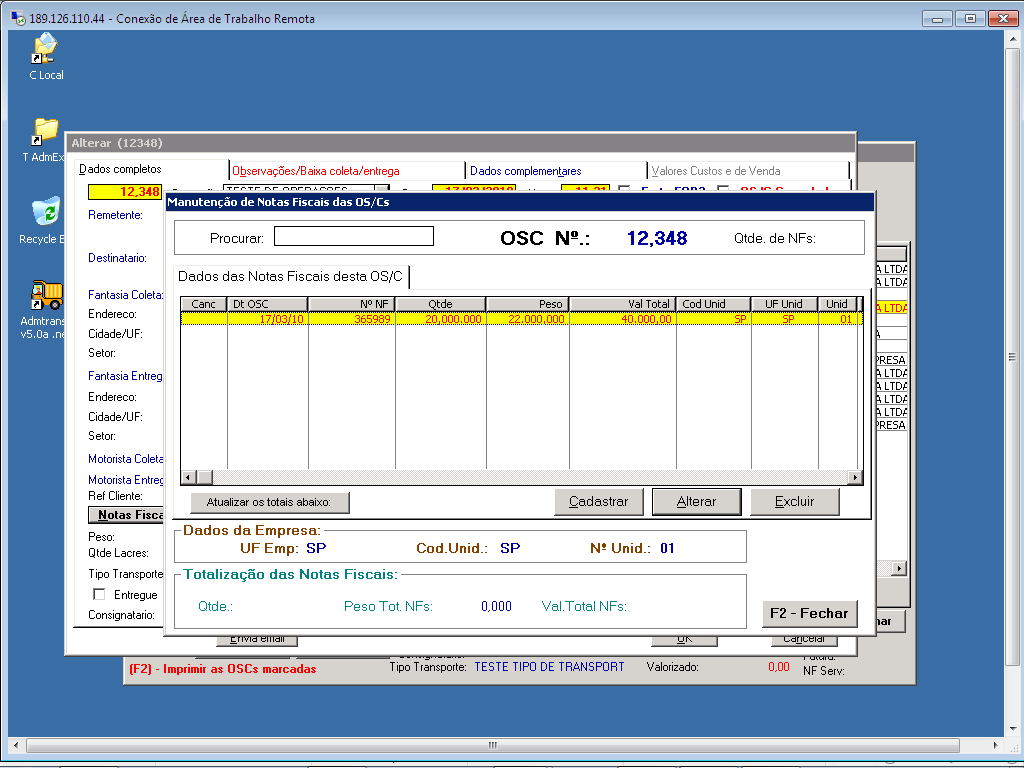 189.126.110.44 - Conexão de Área de Trabalho Remota
C Local
T AdmEx
Recycle B
Admtrans
v5.0a .ne
Alterar (12348)
Dados completos
Observações/Baixa coleta/entrega
Dados complementares
Valores Custos e de Venda
12,348
TESTE DE OPERACOES
17/03/2010
11:21
Remetente:
Destinatario:
Fantasia Coleta:
Endereco:
Cidade/UF:
Setor:
Fantasia Entreg
Endereco:
Cidade/UF:
Setor:
Motorista Coleta
Motorista Entreg
Ref Cliente:
Notas Fisca
Peso:
Qtde Lacres:
Tipo Transporte
Entregue
Consignatario:
Manutenção de Notas Fiscais das OS/Cs
Procurar:
OSC Nº.: 12,348
Qtde. de NFs:
Dados das Notas Fiscais desta OS/C
Canc Dt OSC Nº NF Qtde Peso Val Total Cod Unid UF Unid Unid
17/03/10 365989 20,000.000 22.000,000 40.000,00 SP SP 01
Atualizar os totais abaixo:
Cadastrar
Alterar
Excluir
Dados da Empresa:
UF Emp: SP Cod.Unid.: SP Nº Unid.: 01
Totalização das Notas Fiscais:
Qtde.: Peso Tot. NFs: 0,000 Val.Total NFs:
F2 - Fechar
A LTDA
A LTDA
A LTDA
A
PRESA
A LTDA
A LTDA
A LTDA
A LTDA
PRESA
har
Envia email
OK
Cancelar
(F2) - Imprimir as OSCs marcadas
Consignatario:
Tipo Transporte: TESTE TIPO DE TRANSPORT
Valorizado: 0,00
Futura:
NF Serv: